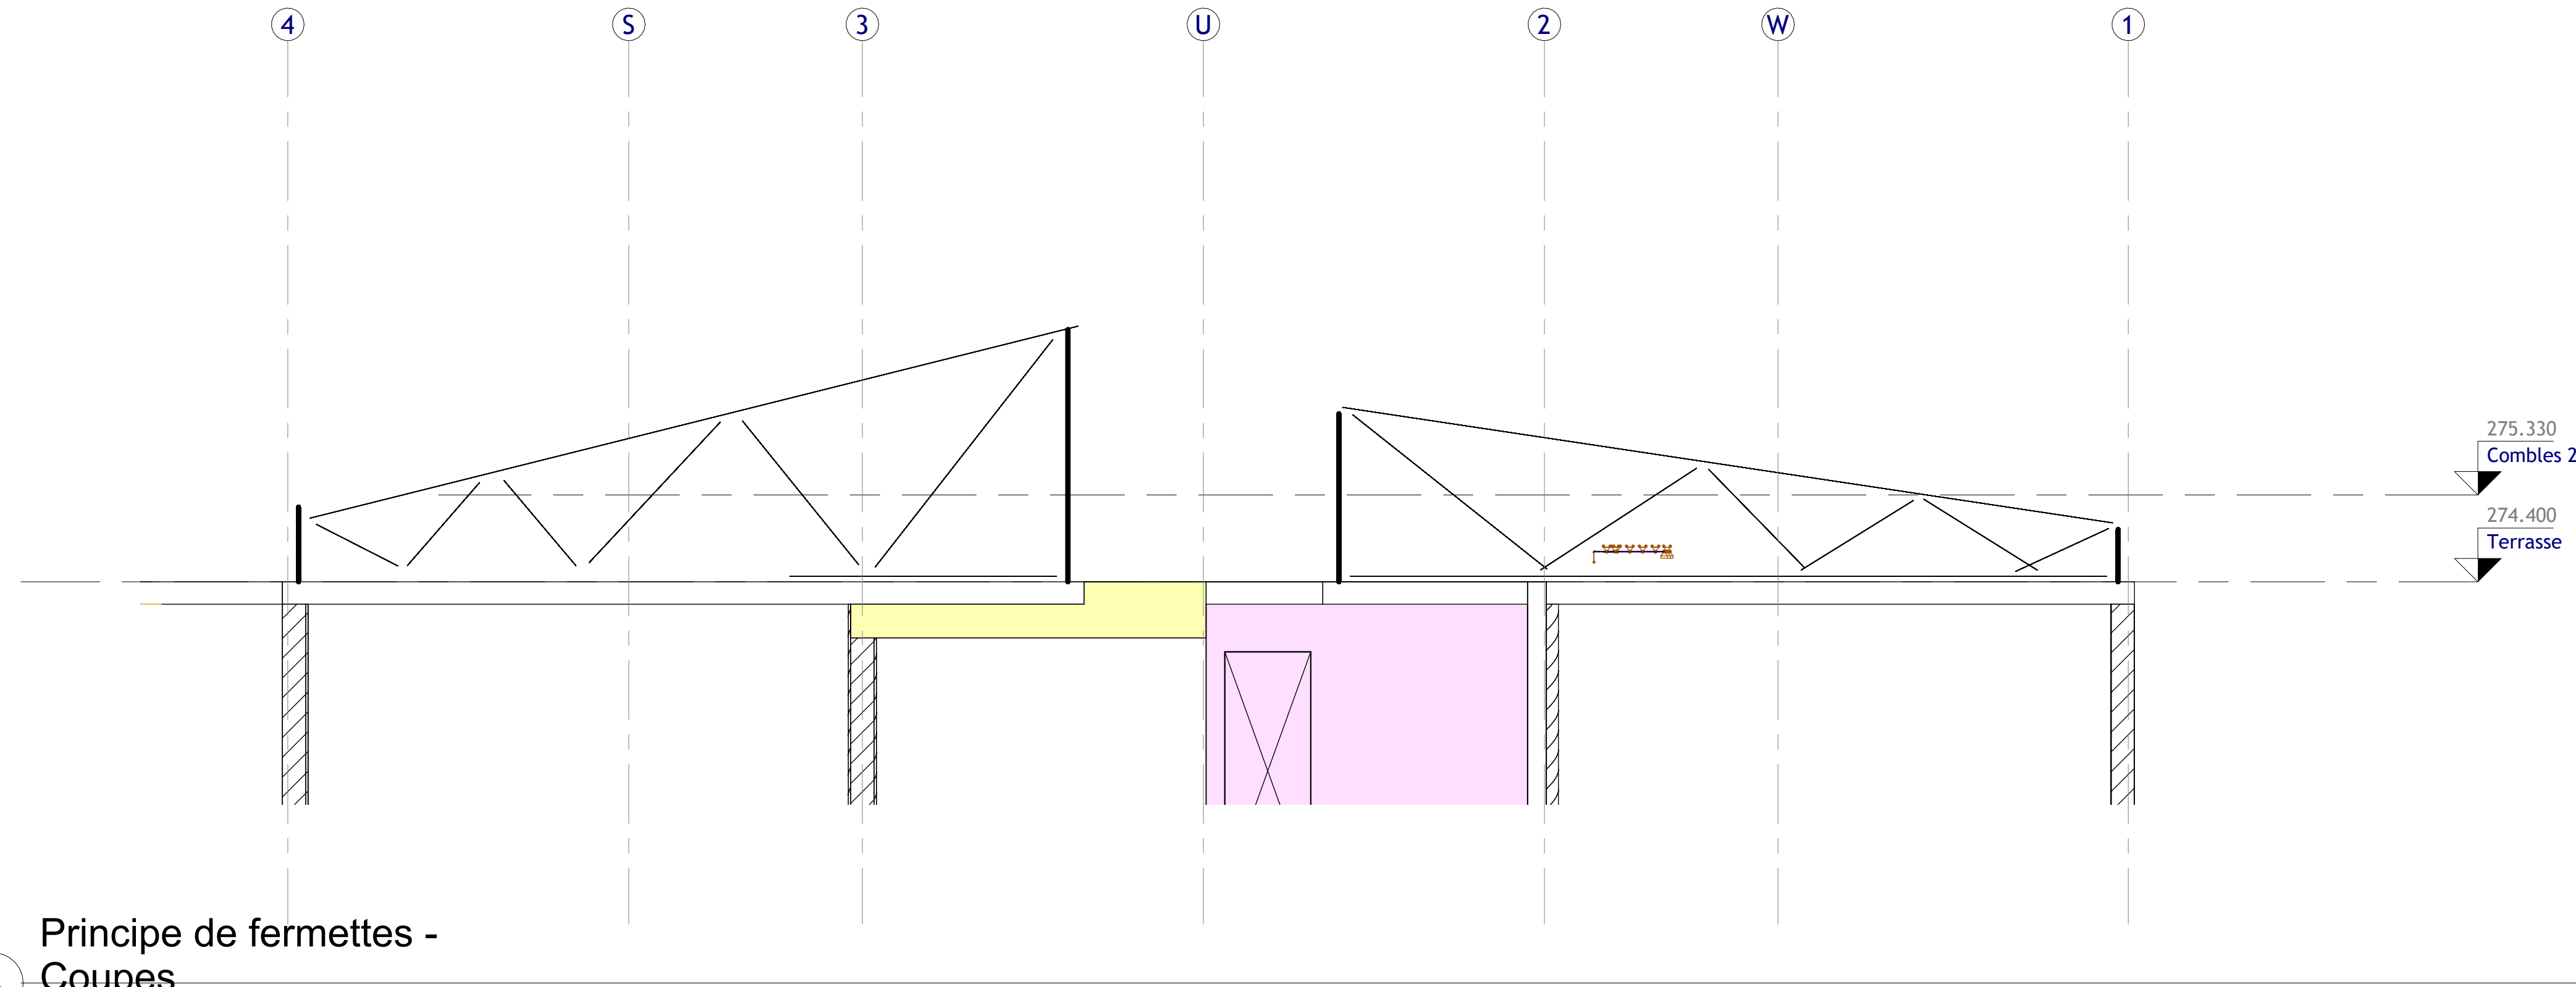 4 S 3 U 2 W 1
275.330
Combles 2
274.400
Terrasse
Principe de fermettes -
Coupes